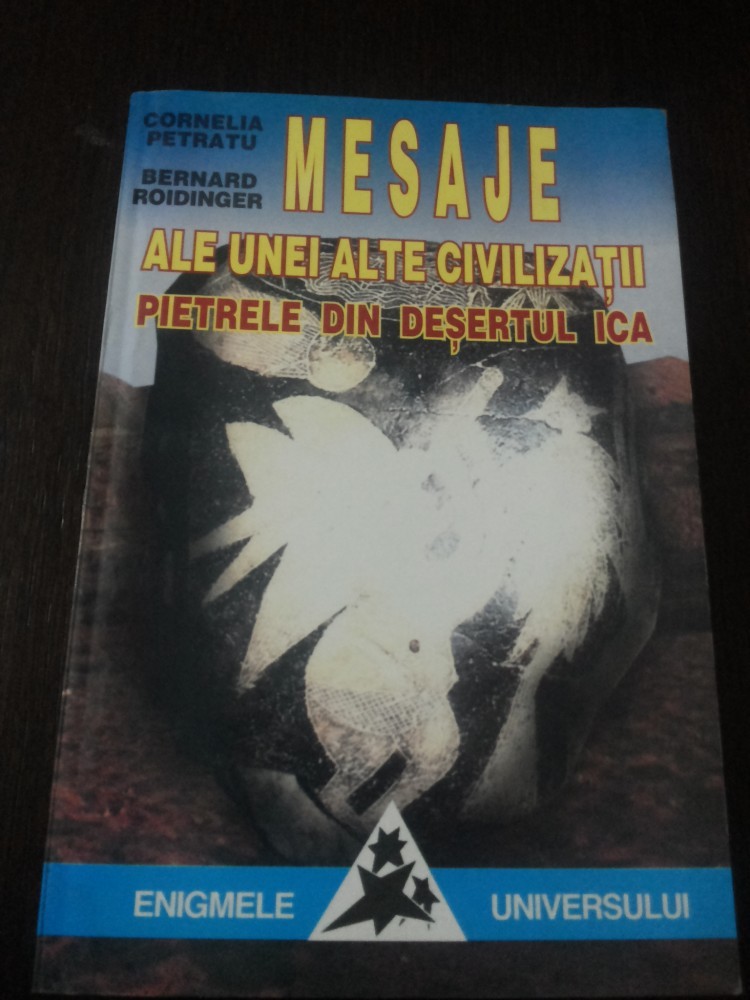 CORNELIA
PETRATU
BERNARD
ROIDINGER
MESAJE
ALE UNEI ALTE CIVILIZAȚII
PIETRELE DIN DEȘERTUL ICA
ENIGMELE UNIVERSULUI